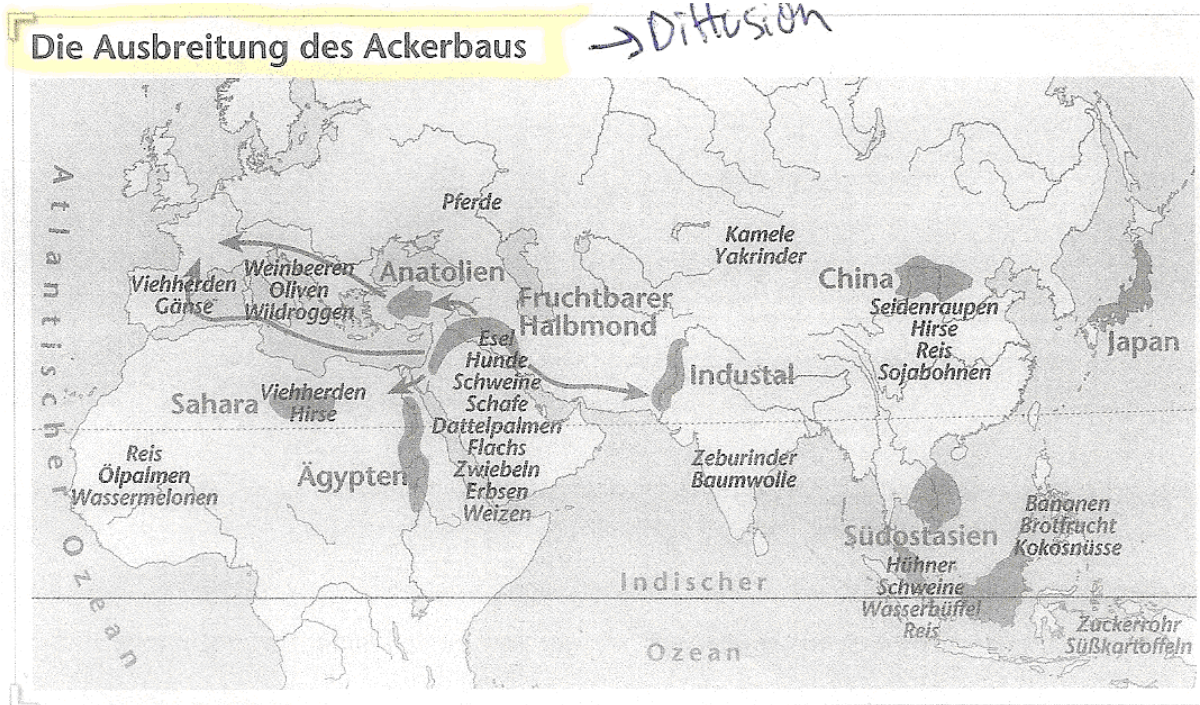 Die Ausbreitung des Ackerbaus
→ Diffusion
Atlantischer Ozean
Pferde
Kamele
Yakrinder
Weinbeeren
Oliven
Wildroggen
Anatolien
Viehherden
Gänse
Fruchtbarer
Halbmond
China
Seidenraupen
Hirse
Reis
Sojabohnen
Japan
Esel
Hunde
Schweine
Schafe
Dattelpalmen
Flachs
Zwiebeln
Erbsen
Weizen
Industal
Sahara
Viehherden
Hirse
Reis
Ölpalmen
Wassermelonen
Ägypten
Zeburinder
Baumwolle
Südostasien
Hühner
Schweine
Wasserbüffel
Reis
Bananen
Brotfrucht
Kokosnüsse
Indischer
Ozean
Zuckerrohr
Süßkartoffeln